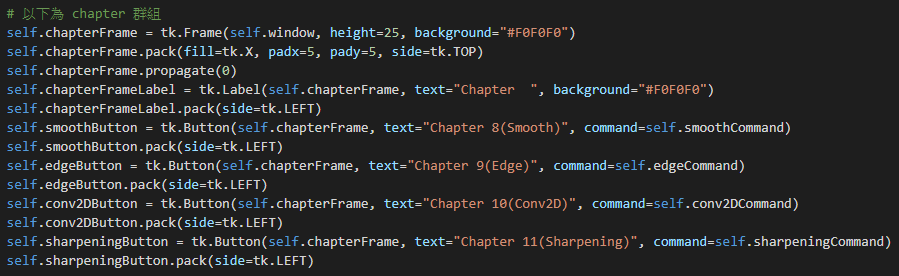 # 以下為 chapter 群組
self.chapterFrame = tk.Frame(self.window, height=25, background="#F0F0F0")
self.chapterFrame.pack(fill=tk.X, padx=5, pady=5, side=tk.TOP)
self.chapterFrame.propagate(0)
self.chapterFrameLabel = tk.Label(self.chapterFrame, text="Chapter  ", background="#F0F0F0")
self.chapterFrameLabel.pack(side=tk.LEFT)
self.smoothButton = tk.Button(self.chapterFrame, text="Chapter 8(Smooth)", command=self.smoothCommand)
self.smoothButton.pack(side=tk.LEFT)
self.edgeButton = tk.Button(self.chapterFrame, text="Chapter 9(Edge)", command=self.edgeCommand)
self.edgeButton.pack(side=tk.LEFT)
self.conv2DButton = tk.Button(self.chapterFrame, text="Chapter 10(Conv2D)", command=self.conv2DCommand)
self.conv2DButton.pack(side=tk.LEFT)
self.sharpeningButton = tk.Button(self.chapterFrame, text="Chapter 11(Sharpening)", command=self.sharpeningCommand)
self.sharpeningButton.pack(side=tk.LEFT)